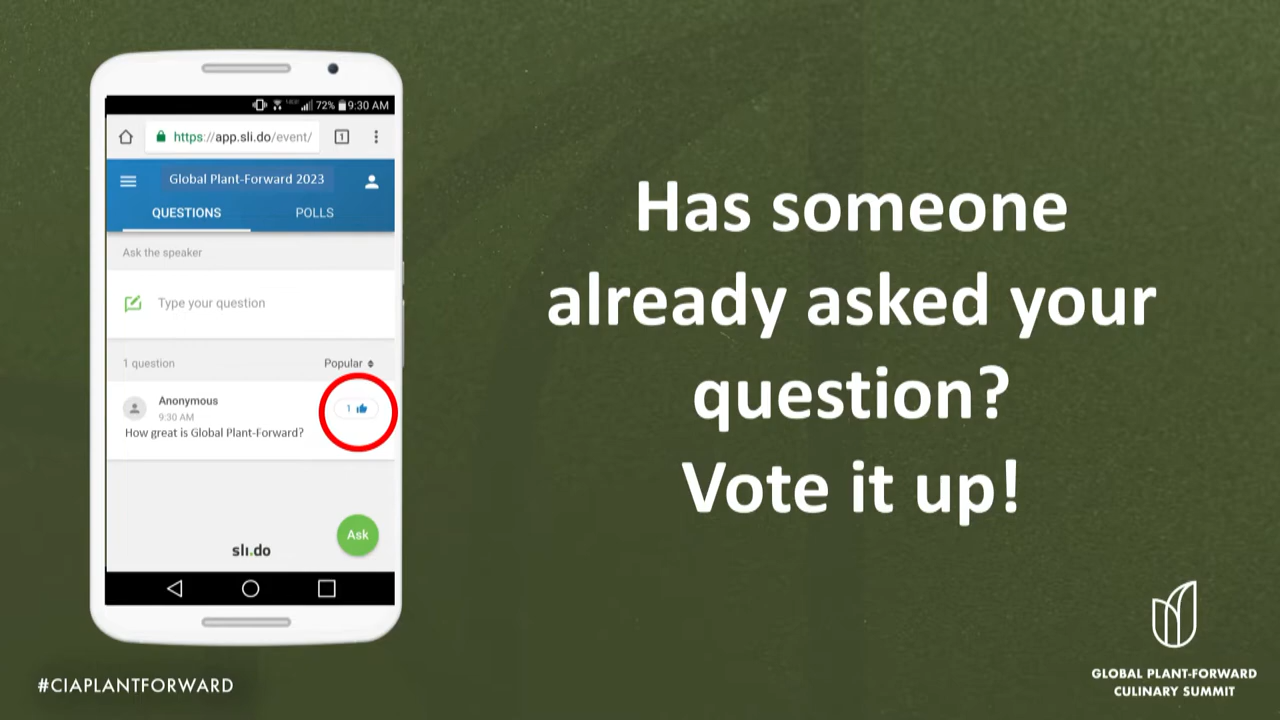 72% 9:30 AM
https://app.sli.do/event/
1
Global Plant-Forward 2023
QUESTIONS POLLS
Ask the speaker
Type your question
1 question Popular
Anonymous
9:30 AM
1
How great is Global Plant-Forward?
Ask
sli.do
Has someone
already asked your
question?
Vote it up!
#CIAPLANTFORWARD
GLOBAL PLANT-FORWARD
CULINARY SUMMIT